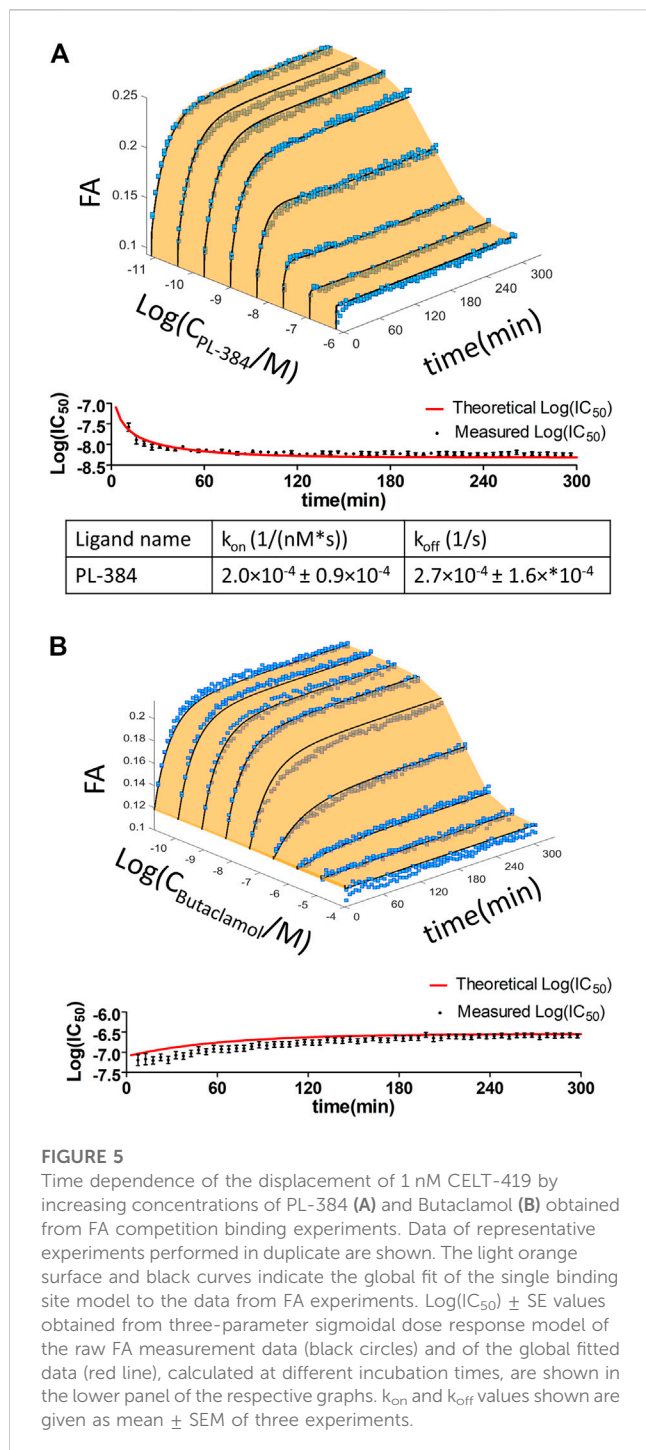 A
FA
0.25
0.2
0.15
0.1
-11
-10
-9
-8
-7
-6
Log(C_PL-384/M)
0
60
120
180
240
300
time(min)
Log(IC50)
-7.0
-7.5
-8.0
-8.5
Theoretical Log(IC50)
Measured Log(IC50)
60 120 180 240 300
time(min)
Ligand name kon (1/(nM*s)) koff (1/s)
PL-384 2.0×10-4 ± 0.9×10-4 2.7×10-4 ± 1.6×*10-4
B
FA
0.2
0.18
0.16
0.14
0.12
0.1
-10
-9
-8
-7
-6
-5
-4
Log(C_Butaclamol/M)
0
60
120
180
240
300
time(min)
Log(IC50)
-6.0
-6.5
-7.0
-7.5
Theoretical Log(IC50)
Measured Log(IC50)
0 60 120 180 240 300
time(min)
FIGURE 5
Time dependence of the displacement of 1 nM CELT-419 by
increasing concentrations of PL-384 (A) and Butaclamol (B) obtained
from FA competition binding experiments. Data of representative
experiments performed in duplicate are shown. The light orange
surface and black curves indicate the global fit of the single binding
site model to the data from FA experiments. Log(IC50) ± SE values
obtained from three-parameter sigmoidal dose response model of
the raw FA measurement data (black circles) and of the global fitted
data (red line), calculated at different incubation times, are shown in
the lower panel of the respective graphs. kon and koff values shown are
given as mean ± SEM of three experiments.